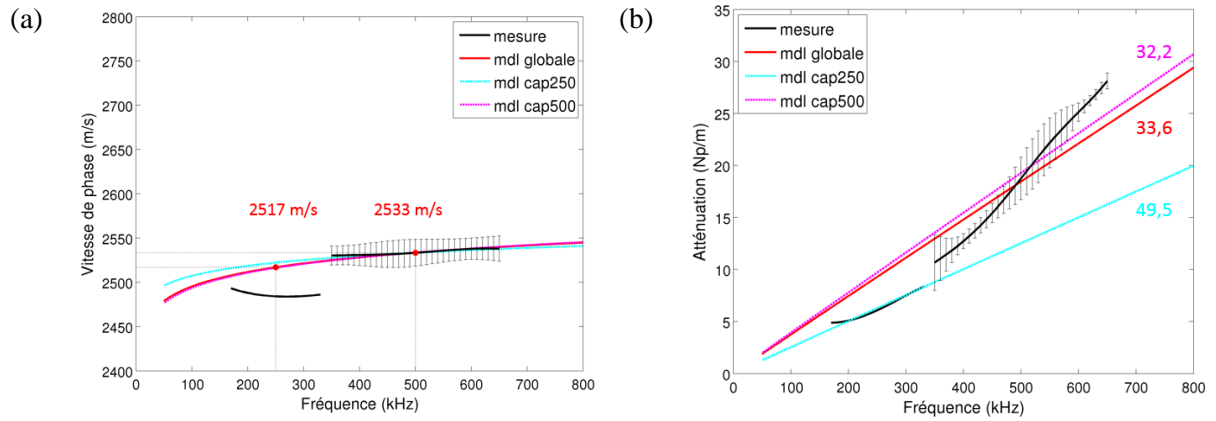 (a)
2800
2750
2700
2650
2600
2550
2500
2450
2400
Vitesse de phase (m/s)
mesure
mdl globale
mdl cap250
mdl cap500
2517 m/s
2533 m/s
0 100 200 300 400 500 600 700 800
Fréquence (kHz)
(b)
35
30
25
20
15
10
5
0
Atténuation (Np/m)
mesure
mdl globale
mdl cap250
mdl cap500
32,2
33,6
49,5
0 100 200 300 400 500 600 700 800
Fréquence (kHz)